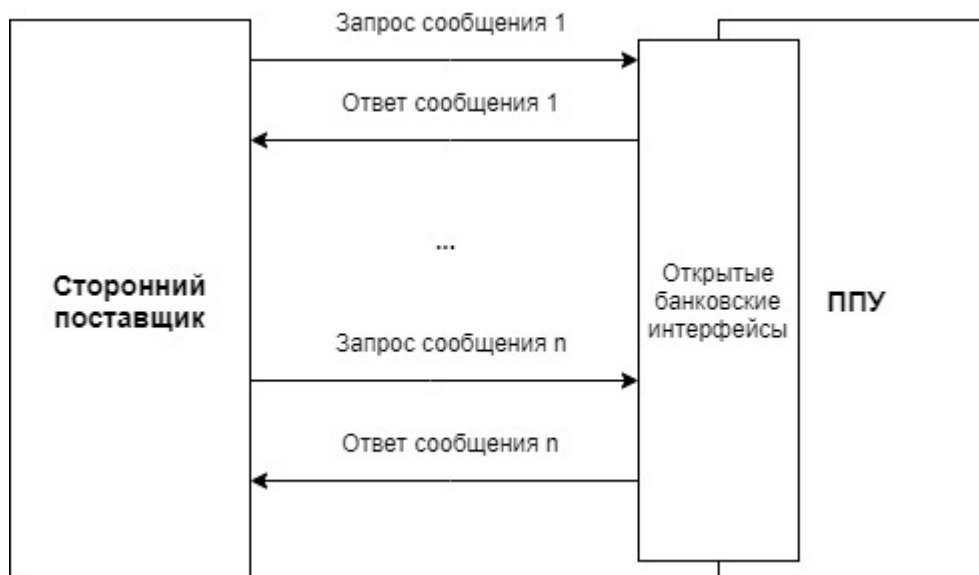 Запрос сообщения 1
Ответ сообщения 1
...
Сторонний
поставщик
Открытые
банковские
интерфейсы
ППУ
Запрос сообщения n
Ответ сообщения n